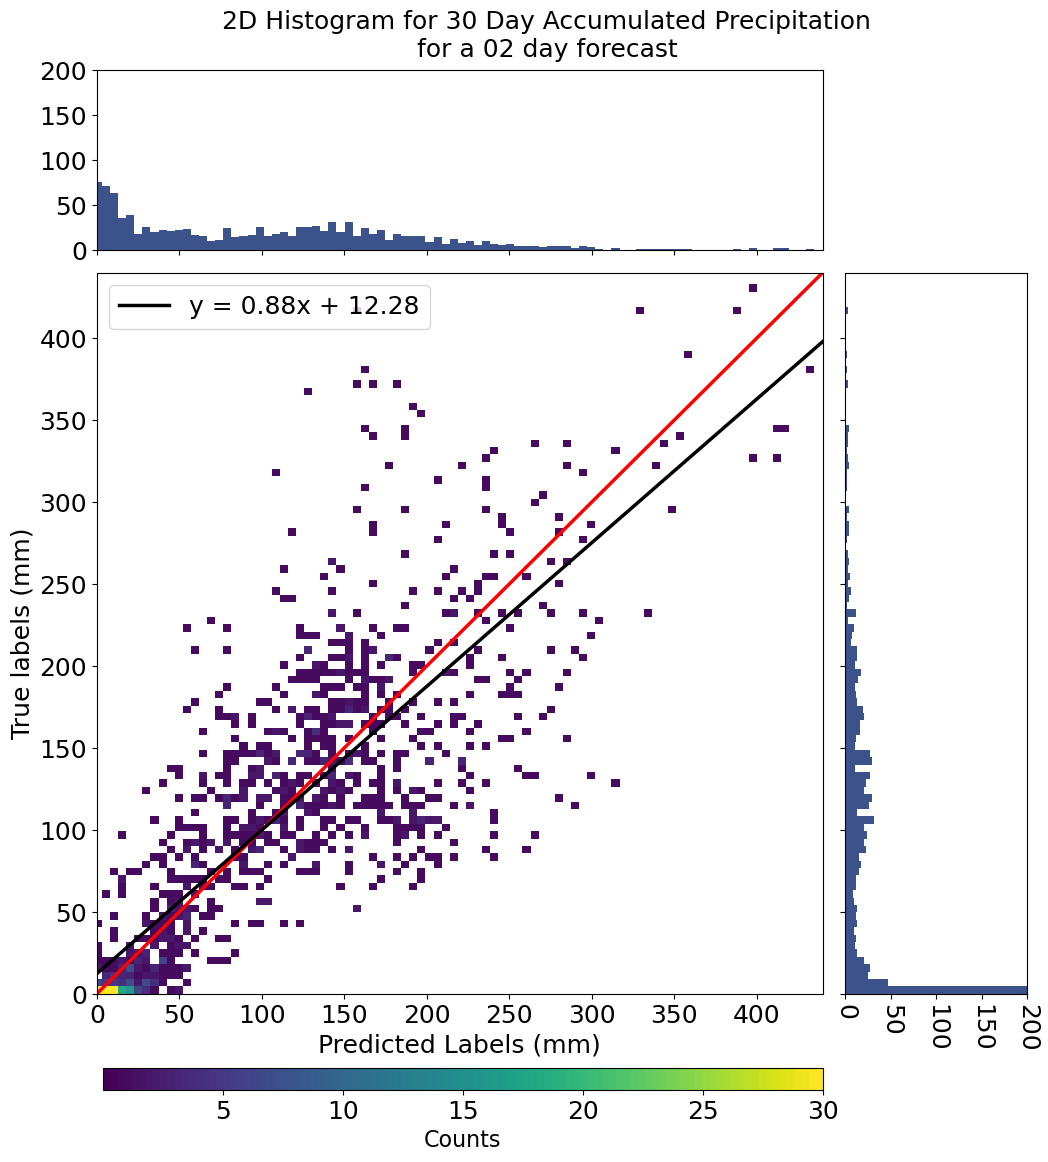 2D Histogram for 30 Day Accumulated Precipitation
for a 02 day forecast
200
150
100
50
0
y = 0.88x + 12.28
400
350
300
250
200
150
100
50
0
True labels (mm)
0 50 100 150 200 250 300 350 400
Predicted Labels (mm)
0 50 100 150 200
5 10 15 20 25 30
Counts